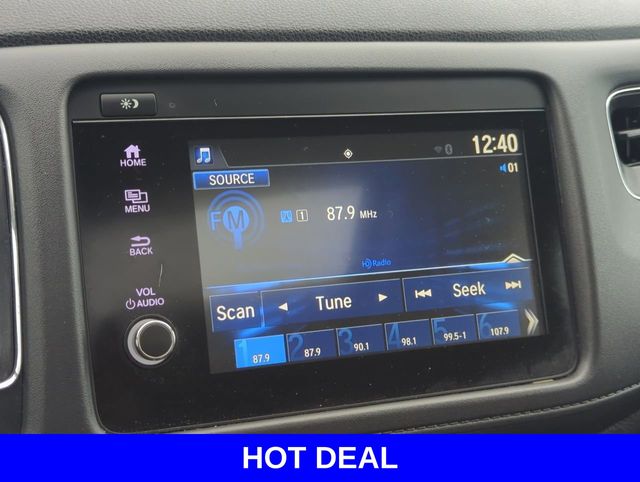 HOME
12:40
01
SOURCE
MENU
FM
1
87.9 MHz
BACK
HD Radio
VOL
AUDIO
Scan
Tune
Seek
1 87.9
2 87.9
3 90.1
4 98.1
5 99.5-1
6 107.9
HOT DEAL